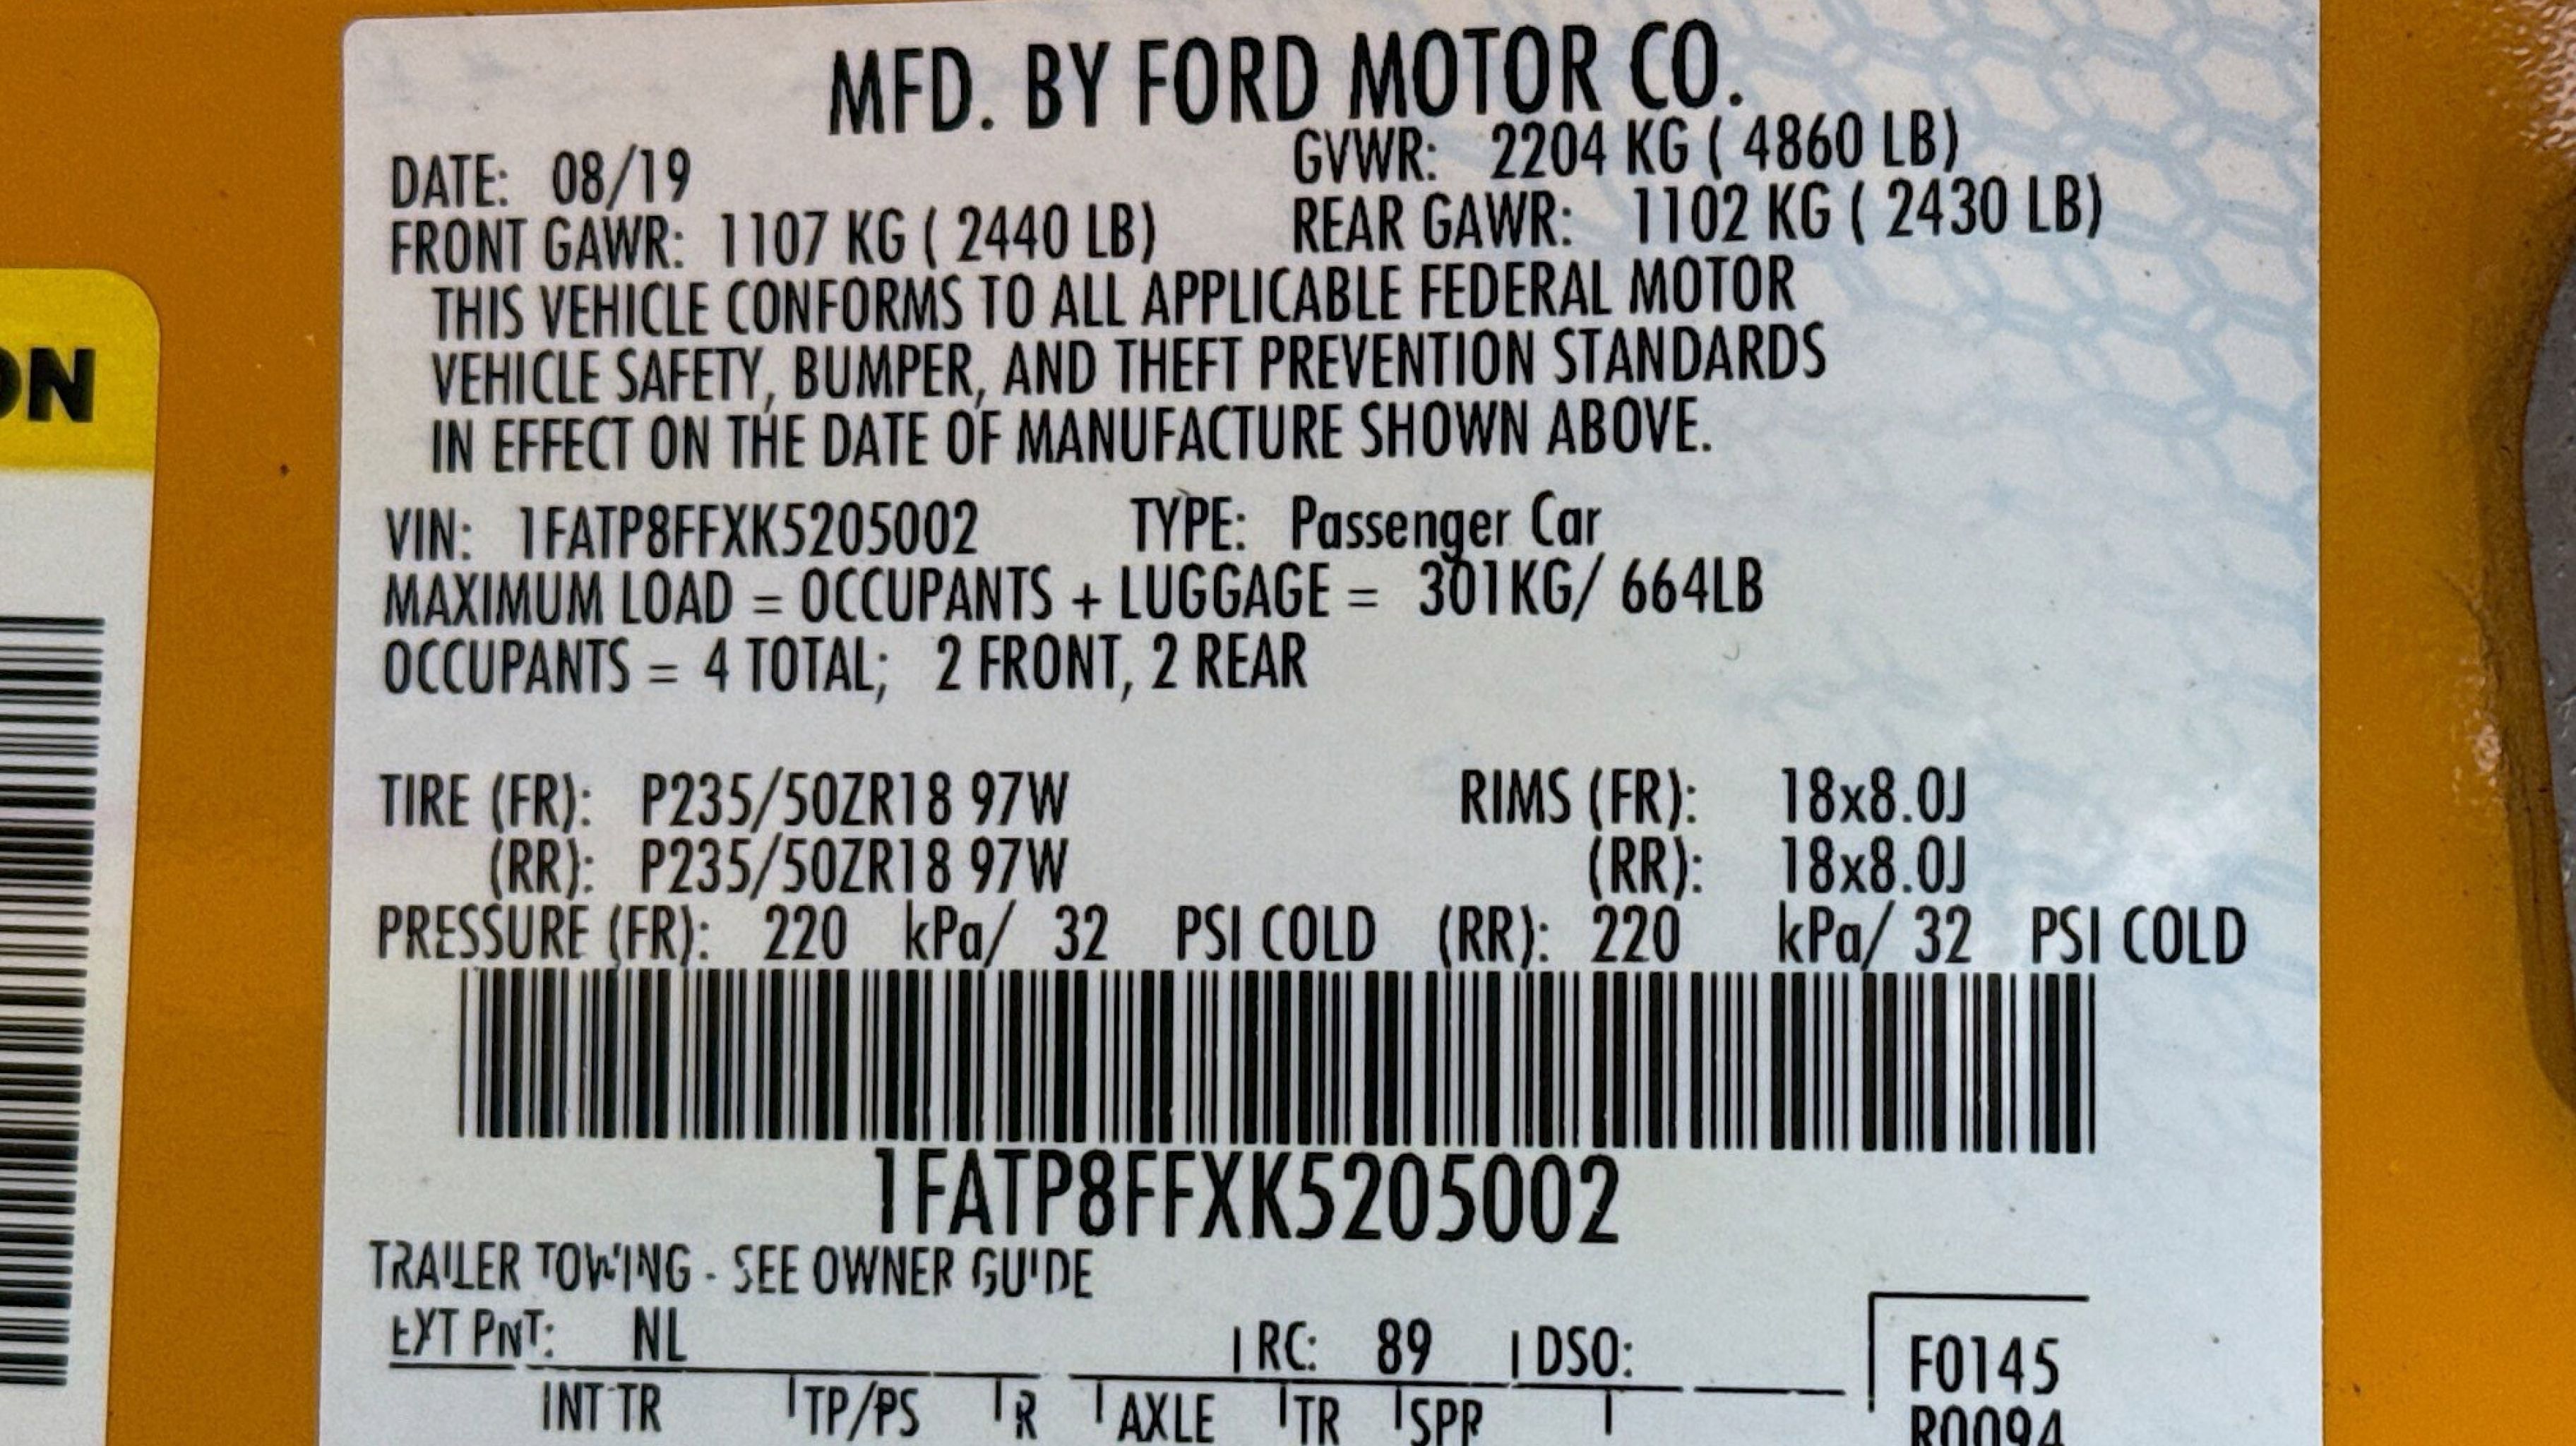 MFD. BY FORD MOTOR CO.
DATE: 08/19 GVWR: 2204 KG ( 4860 LB)
FRONT GAWR: 1107 KG ( 2440 LB) REAR GAWR: 1102 KG ( 2430 LB)
THIS VEHICLE CONFORMS TO ALL APPLICABLE FEDERAL MOTOR
VEHICLE SAFETY, BUMPER, AND THEFT PREVENTION STANDARDS
IN EFFECT ON THE DATE OF MANUFACTURE SHOWN ABOVE.
VIN: 1FATP8FFXK5205002 TYPE: Passenger Car
MAXIMUM LOAD = OCCUPANTS + LUGGAGE = 301KG/ 664LB
OCCUPANTS = 4 TOTAL; 2 FRONT, 2 REAR
TIRE (FR): P235/50ZR18 97W RIMS (FR): 18x8.0J
(RR): P235/50ZR18 97W (RR): 18x8.0J
PRESSURE (FR): 220 kPa/ 32 PSI COLD (RR): 220 kPa/ 32 PSI COLD
1FATP8FFXK5205002
TRAILER TOWING - SEE OWNER GUIDE
EXT PNT: NL RC: 89 DSO:
INT TR TP/PS R AXLE TR SPR
F0145
R0094
ON